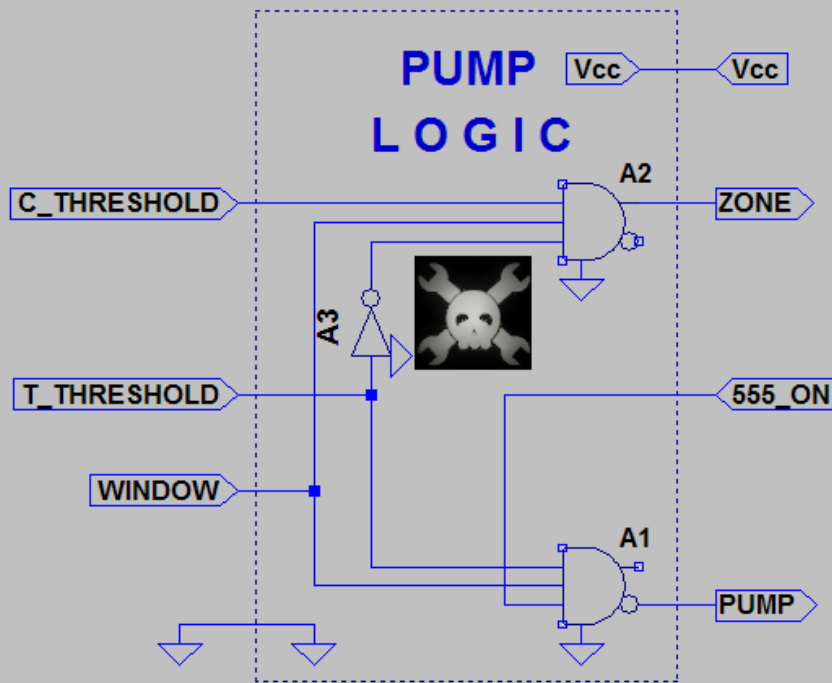 PUMP
LOGIC
Vcc
Vcc
A2
C_THRESHOLD
ZONE
A3
T_THRESHOLD
555_ON
WINDOW
A1
PUMP